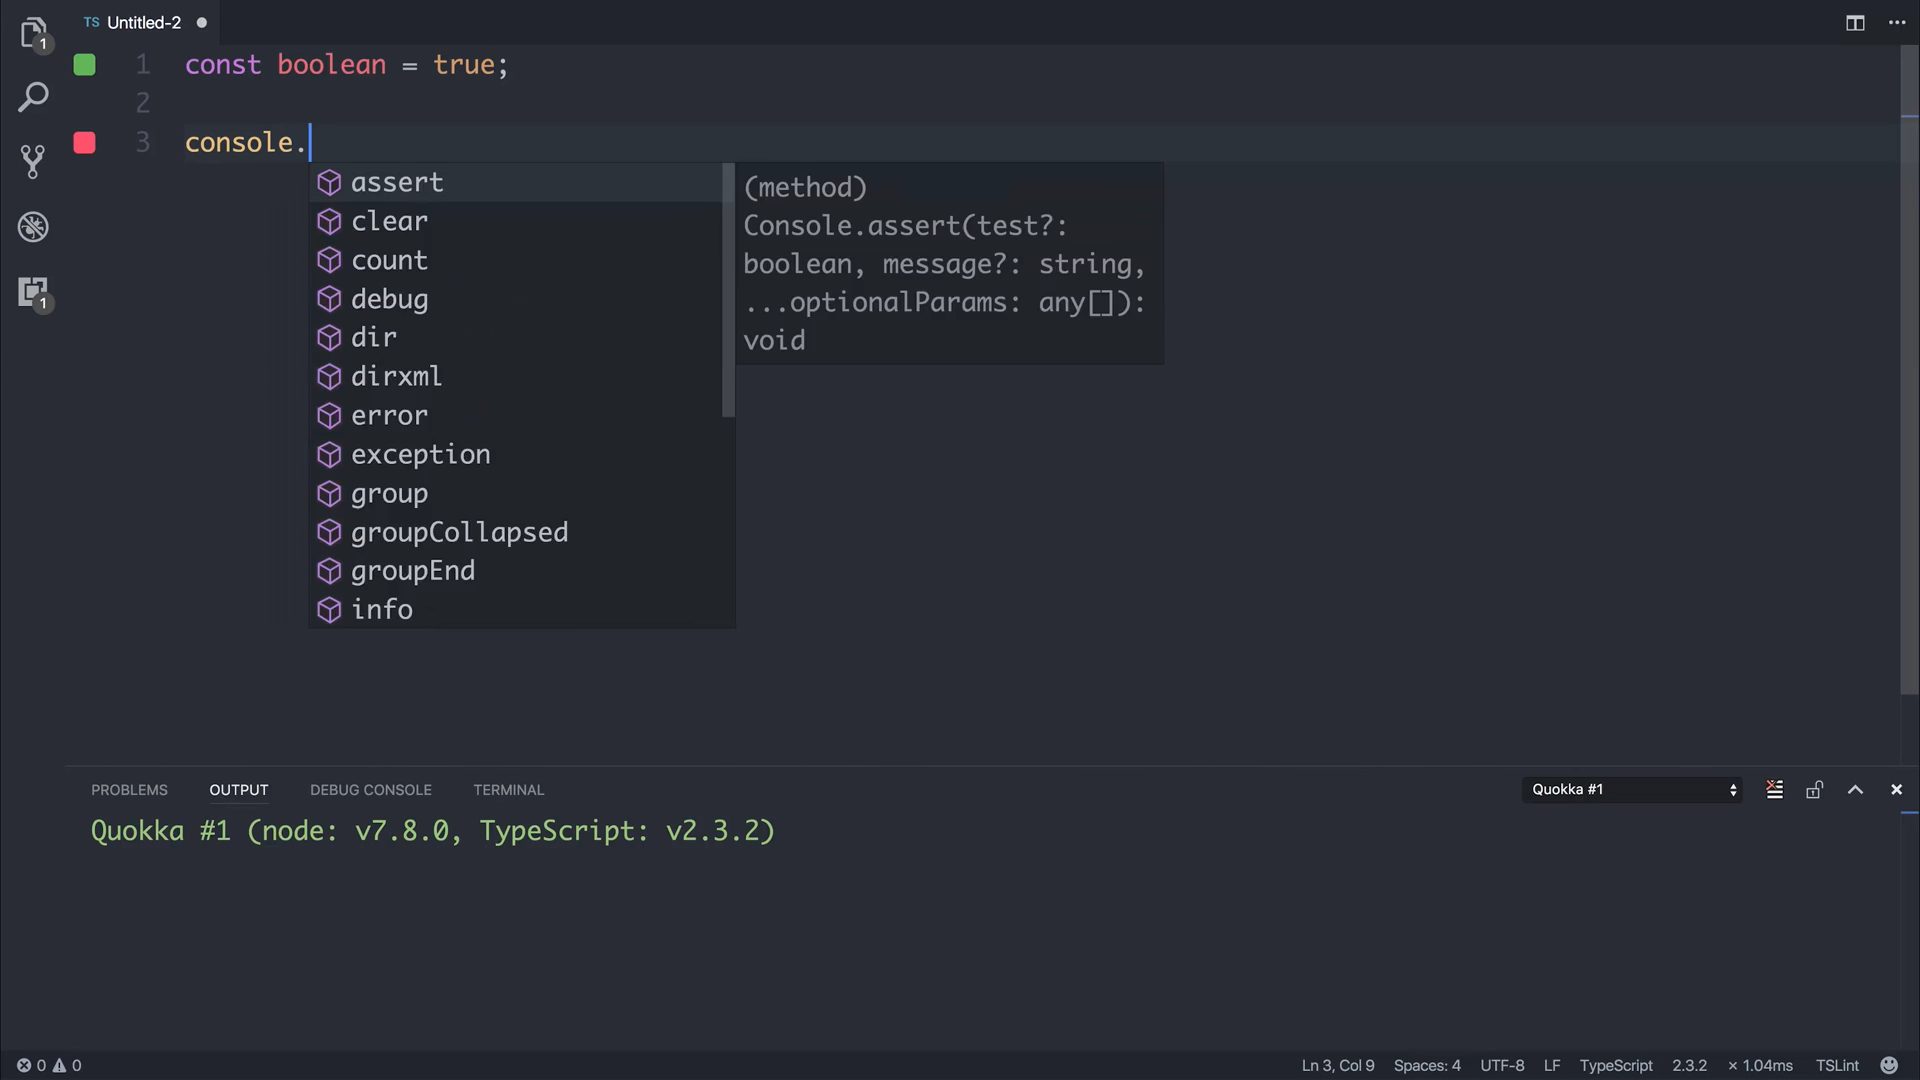 1
TS Untitled-2
1 const boolean = true;
2
3 console.
assert
clear
count
debug
dir
dirxml
error
exception
group
groupCollapsed
groupEnd
info
(method)
Console.assert(test?:
boolean, message?: string,
...optionalParams: any[]):
void
1
PROBLEMS OUTPUT DEBUG CONSOLE TERMINAL Quokka #1
Quokka #1 (node: v7.8.0, TypeScript: v2.3.2)
0 0 Ln 3, Col 9 Spaces: 4 UTF-8 LF TypeScript 2.3.2 × 1.04ms TSLint